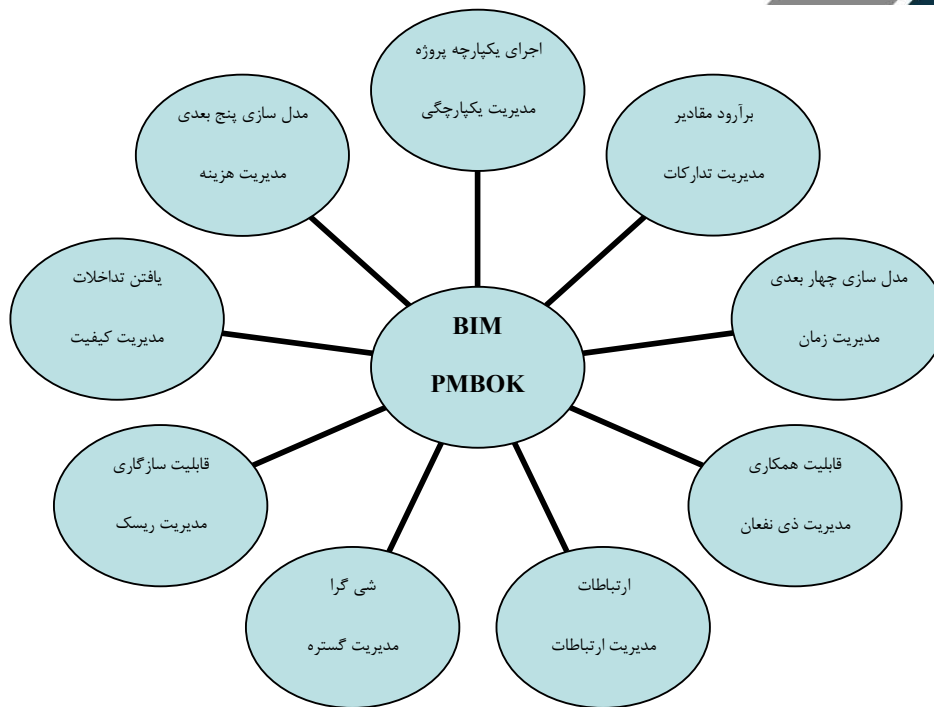 اجرای یکپارچه پروژه
مدیریت یکپارچگی
برآرود مقادیر
مدیریت تدارکات
مدل سازی چهار بعدی
مدیریت زمان
قابلیت همکاری
مدیریت ذی نفعان
ارتباطات
مدیریت ارتباطات
شی گرا
مدیریت گستره
قابلیت سازگاری
مدیریت ریسک
یافتن تداخلات
مدیریت کیفیت
مدل سازی پنج بعدی
مدیریت هزینه
BIM
PMBOK